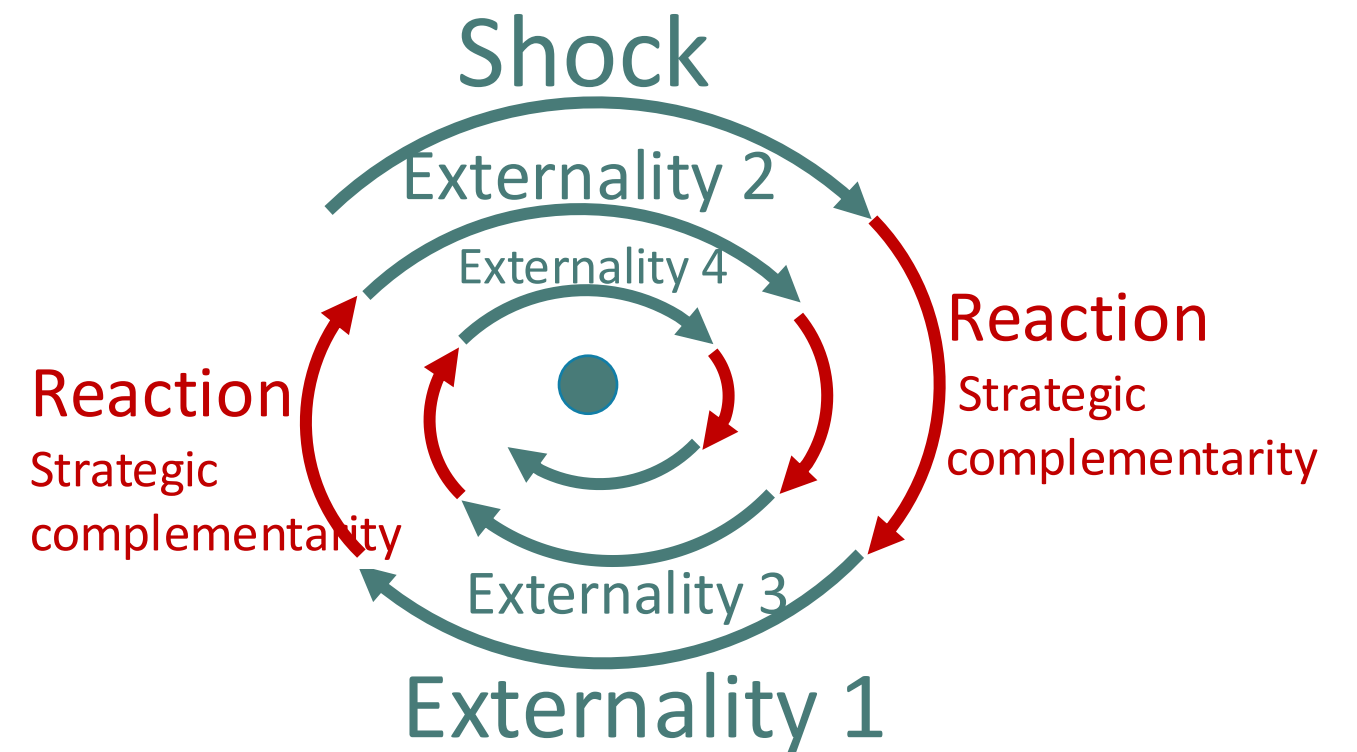 Shock
Externality 2
Externality 4
Reaction
Strategic
complementarity
Reaction
Strategic
complementarity
Externality 3
Externality 1